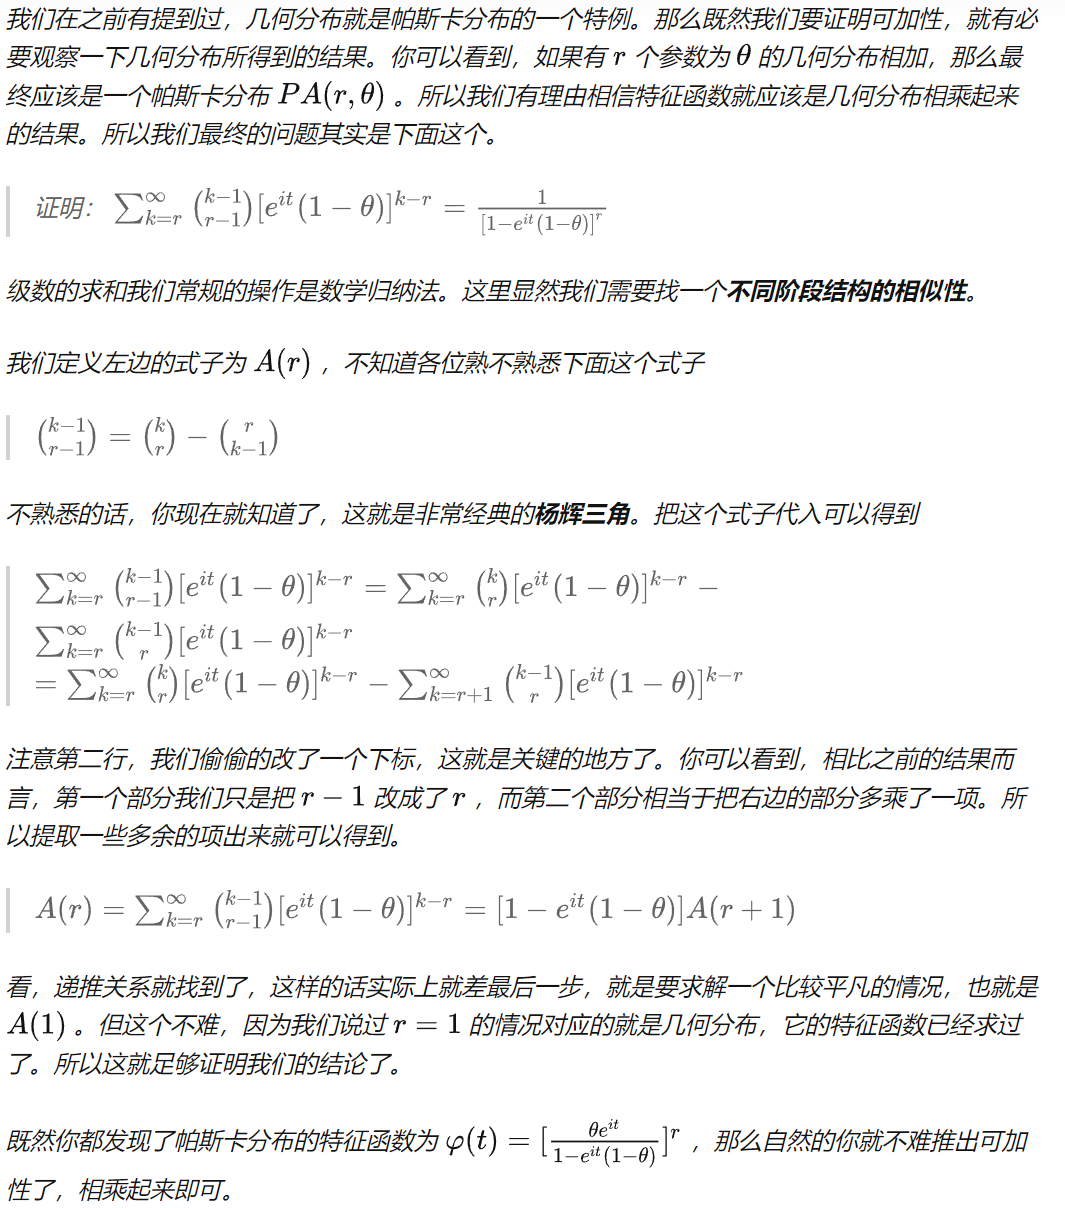 我们在之前有提到过，几何分布就是帕斯卡分布的一个特例。那么既然我们要证明可加性，就有必
要观察一下几何分布所得到的结果。你可以看到，如果有 $r$ 个参数为 $\theta$ 的几何分布相加，那么最
终应该是一个帕斯卡分布 $PA(r,\theta)$ 。所以我们有理由相信特征函数就应该是几何分布相乘起来
的结果。所以我们最终的问题其实是下面这个。
证明： $\sum_{k=r}^{\infty} \binom{k-1}{r-1}[e^{it}(1-\theta)]^{k-r} = \frac{1}{[1-e^{it}(1-\theta)]^r}$
级数的求和我们常规的操作是数学归纳法。这里显然我们需要找一个不同阶段结构的相似性。
我们定义左边的式子为 $A(r)$ ，不知道各位熟不熟悉下面这个式子
$\binom{k-1}{r-1} = \binom{k}{r} - \binom{r}{k-1}$
不熟悉的话，你现在就知道了，这就是非常经典的杨辉三角。把这个式子代入可以得到
$\sum_{k=r}^{\infty} \binom{k-1}{r-1}[e^{it}(1-\theta)]^{k-r} = \sum_{k=r}^{\infty} \binom{k}{r}[e^{it}(1-\theta)]^{k-r} -$
$\sum_{k=r}^{\infty} \binom{k-1}{r}[e^{it}(1-\theta)]^{k-r}$
$= \sum_{k=r}^{\infty} \binom{k}{r}[e^{it}(1-\theta)]^{k-r} - \sum_{k=r+1}^{\infty} \binom{k-1}{r}[e^{it}(1-\theta)]^{k-r}$
注意第二行，我们偷偷的改了一个下标，这就是关键的地方了。你可以看到，相比之前的结果而
言，第一个部分我们只是把 $r-1$ 改成了 $r$ ，而第二个部分相当于把右边的部分多乘了一项。所
以提取一些多余的项出来就可以得到。
$A(r) = \sum_{k=r}^{\infty} \binom{k-1}{r-1}[e^{it}(1-\theta)]^{k-r} = [1-e^{it}(1-\theta)]A(r+1)$
看，递推关系就找到了，这样的话实际上就差最后一步，就是要求解一个比较平凡的情况，也就是
$A(1)$ 。但这个不难，因为我们说过 $r=1$ 的情况对应的就是几何分布，它的特征函数已经求过
了。所以这就足够证明我们的结论了。
既然你都发现了帕斯卡分布的特征函数为 $\varphi(t) = [\frac{\theta e^{it}}{1-e^{it}(1-\theta)}]^r$ ，那么自然的你就不难推出可加
性了，相乘起来即可。